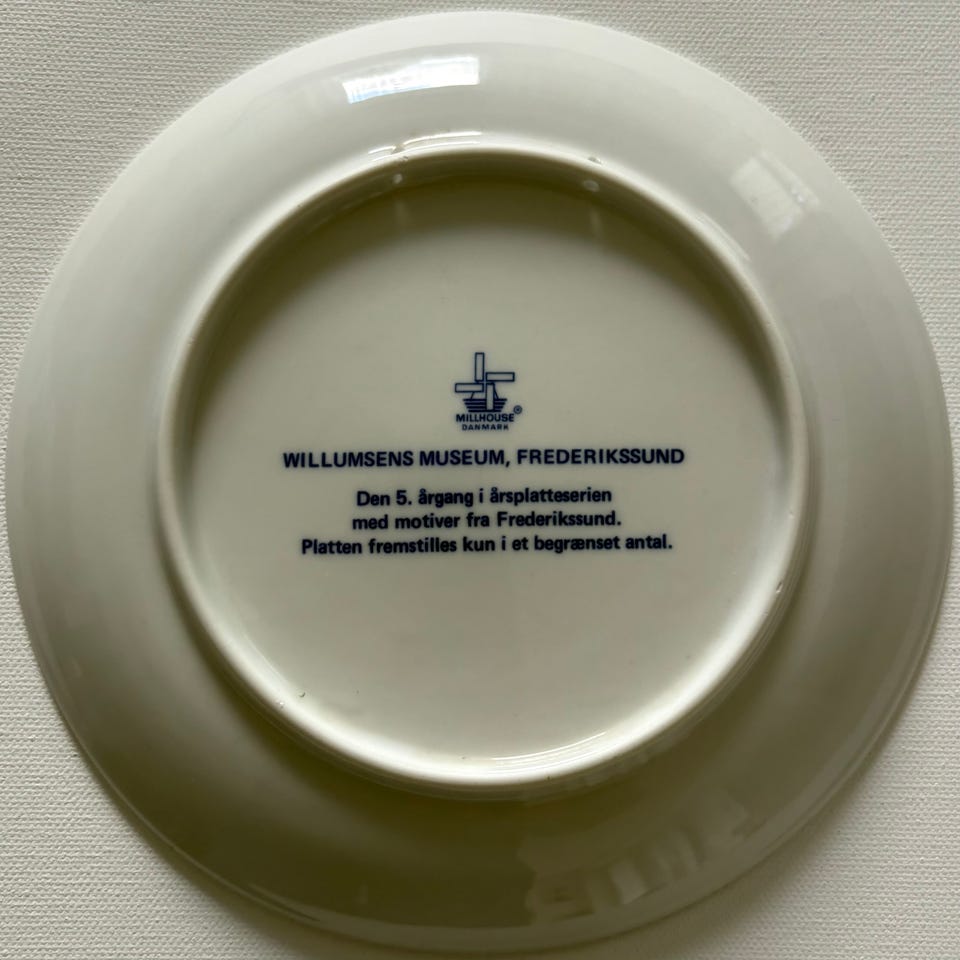 MILLHOUSE®
DANMARK
WILLUMSENS MUSEUM, FREDERIKSSUND
Den 5. årgang i årsplatteserien
med motiver fra Frederikssund.
Platten fremstilles kun i et begrænset antal.